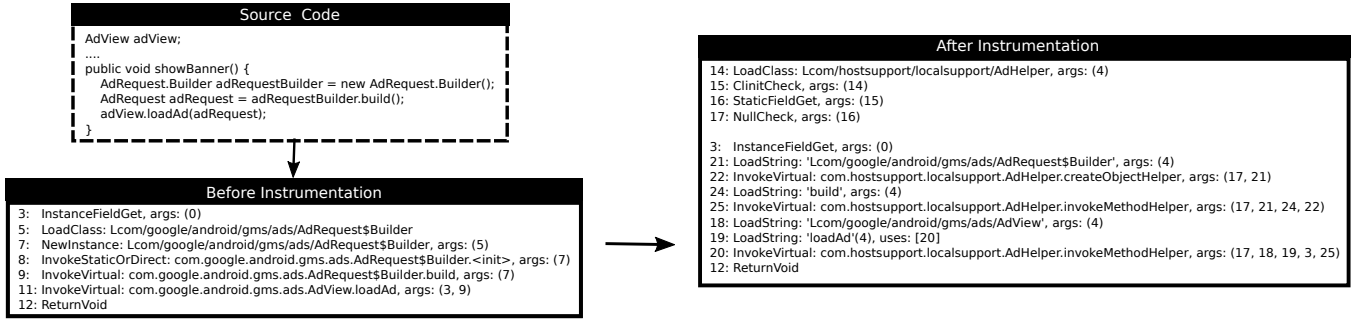 Source Code
AdView adView;
....
public void showBanner() {
AdRequest.Builder adRequestBuilder = new AdRequest.Builder();
AdRequest adRequest = adRequestBuilder.build();
adView.loadAd(adRequest);
}
Before Instrumentation
3: InstanceFieldGet, args: (0)
5: LoadClass: Lcom/google/android/gms/ads/AdRequest$Builder
7: NewInstance: Lcom/google/android/gms/ads/AdRequest$Builder, args: (5)
8: InvokeStaticOrDirect: com.google.android.gms.ads.AdRequest$Builder.<init>, args: (7)
9: InvokeVirtual: com.google.android.gms.ads.AdRequest$Builder.build, args: (7)
11: InvokeVirtual: com.google.android.gms.ads.AdView.loadAd, args: (3, 9)
12: ReturnVoid
After Instrumentation
14: LoadClass: Lcom/hostsupport/localsupport/AdHelper, args: (4)
15: ClinitCheck, args: (14)
16: StaticFieldGet, args: (15)
17: NullCheck, args: (16)
3: InstanceFieldGet, args: (0)
21: LoadString: 'Lcom/google/android/gms/ads/AdRequest$Builder', args: (4)
22: InvokeVirtual: com.hostsupport.localsupport.AdHelper.createObjectHelper, args: (17, 21)
24: LoadString: 'build', args: (4)
25: InvokeVirtual: com.hostsupport.localsupport.AdHelper.invokeMethodHelper, args: (17, 21, 24, 22)
18: LoadString: 'Lcom/google/android/gms/ads/AdView', args: (4)
19: LoadString: 'loadAd'(4), uses: [20]
20: InvokeVirtual: com.hostsupport.localsupport.AdHelper.invokeMethodHelper, args: (17, 18, 19, 3, 25)
12: ReturnVoid